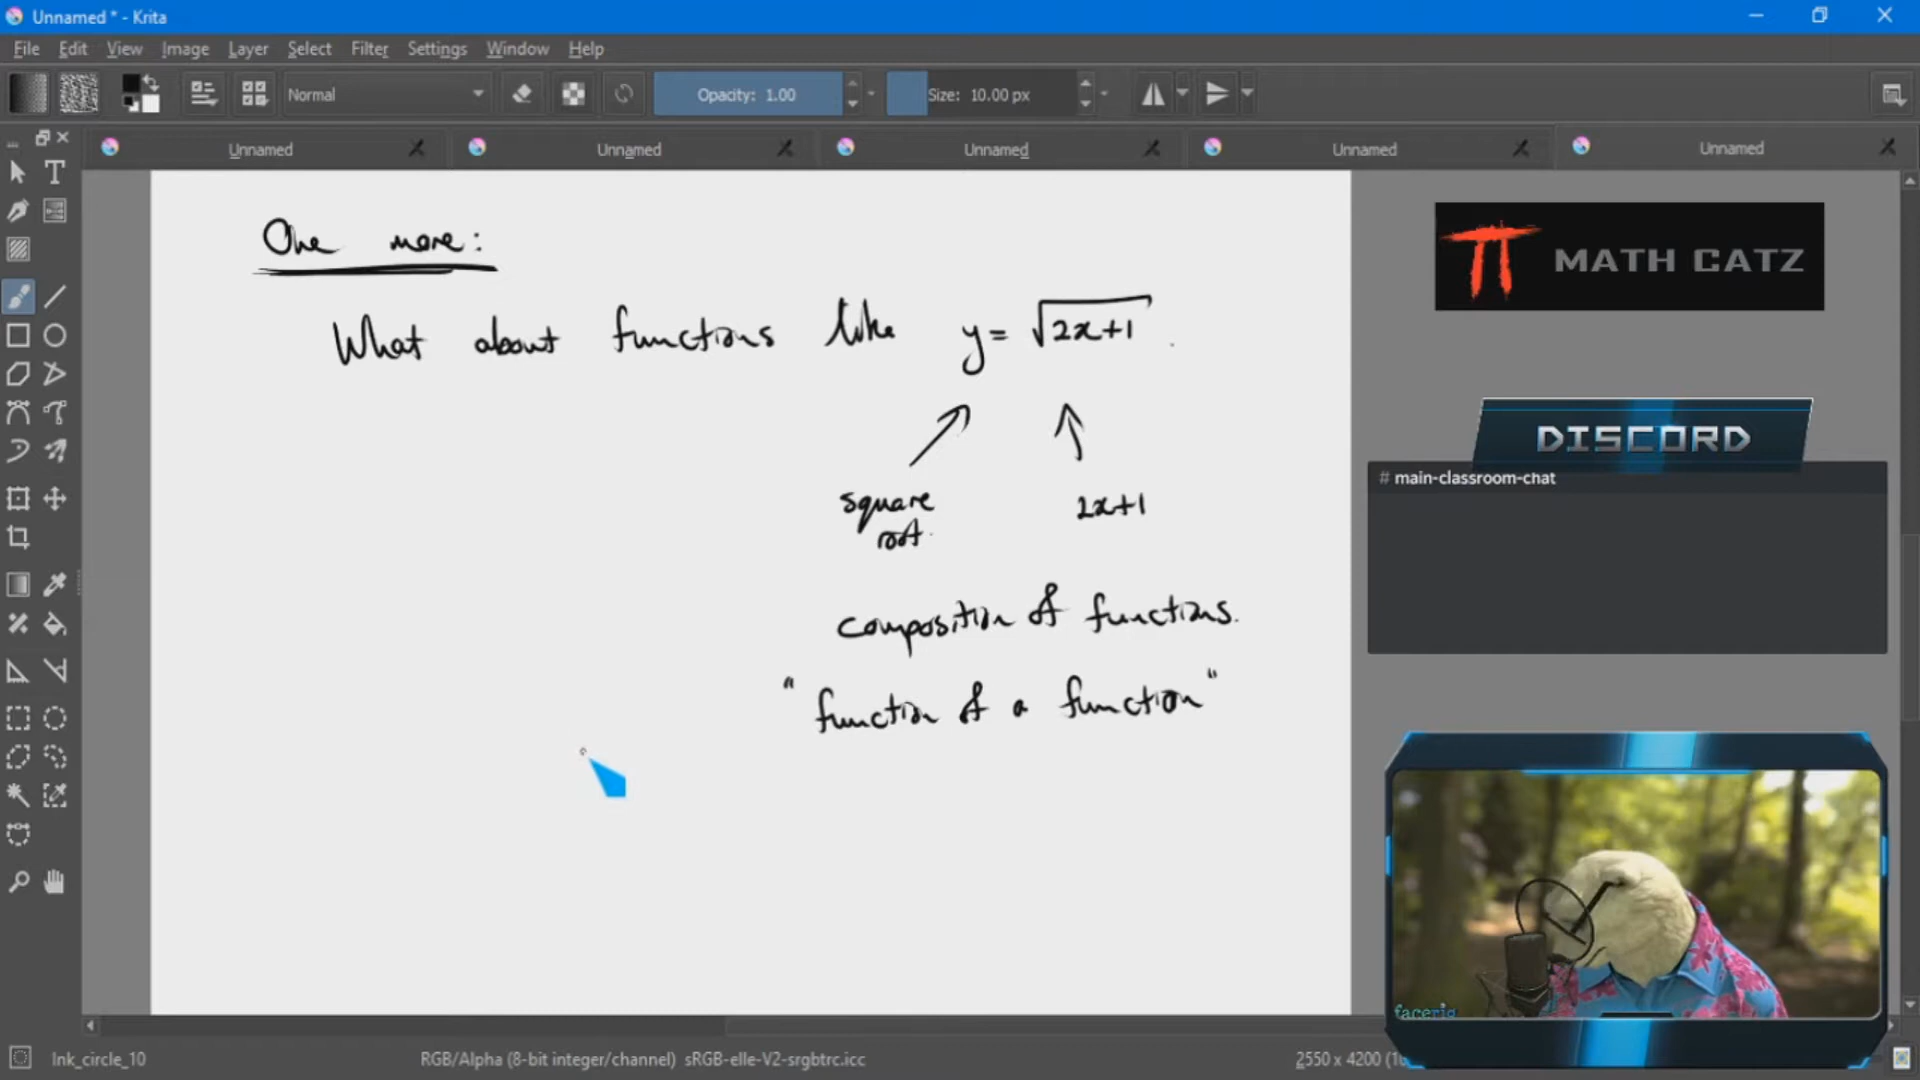 Unnamed * - Krita
File Edit View Image Layer Select Filter Settings Window Help
Normal Opacity: 1.00 Size: 10.00 px
Unnamed Unnamed Unnamed Unnamed Unnamed
One more:
What about functions like y = √2x+1 .
square
root.
2x+1
composition of functions.
"function of a function"
π MATH CATZ
DISCORD
# main-classroom-chat
facerig
Ink_circle_10 RGB/Alpha (8-bit integer/channel) sRGB-elle-V2-srgbtrc.icc 2550 x 4200